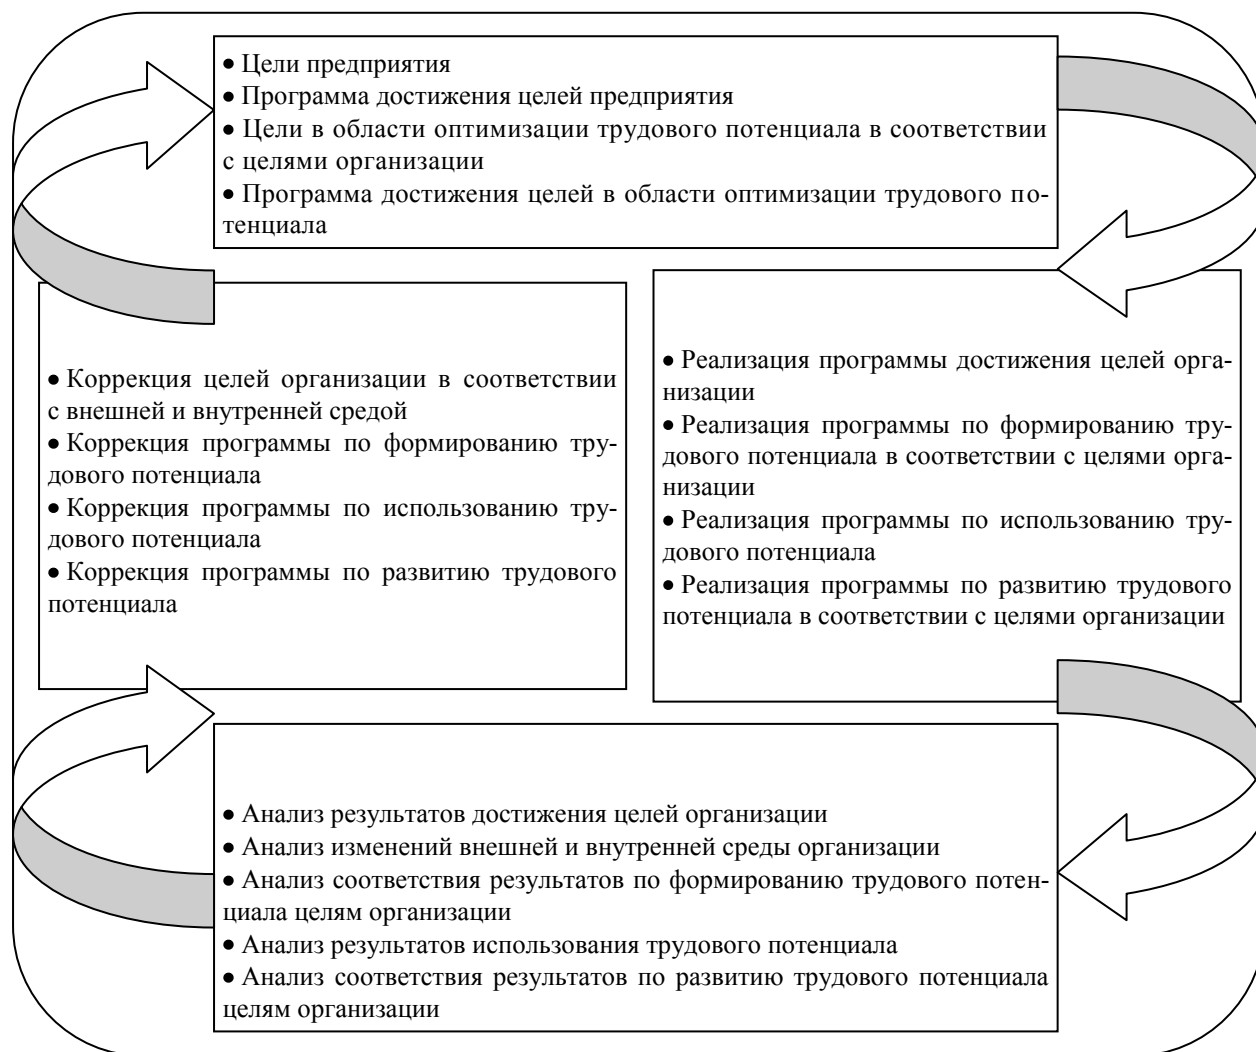 • Цели предприятия
• Программа достижения целей предприятия
• Цели в области оптимизации трудового потенциала в соответствии
с целями организации
• Программа достижения целей в области оптимизации трудового по-
тенциала
• Коррекция целей организации в соответствии
с внешней и внутренней средой
• Коррекция программы по формированию тру-
дового потенциала
• Коррекция программы по использованию тру-
дового потенциала
• Коррекция программы по развитию трудового
потенциала
• Реализация программы достижения целей орга-
низации
• Реализация программы по формированию тру-
дового потенциала в соответствии с целями орга-
низации
• Реализация программы по использованию тру-
дового потенциала
• Реализация программы по развитию трудового
потенциала в соответствии с целями организации
• Анализ результатов достижения целей организации
• Анализ изменений внешней и внутренней среды организации
• Анализ соответствия результатов по формированию трудового потен-
циала целям организации
• Анализ результатов использования трудового потенциала
• Анализ соответствия результатов по развитию трудового потенциала
целям организации